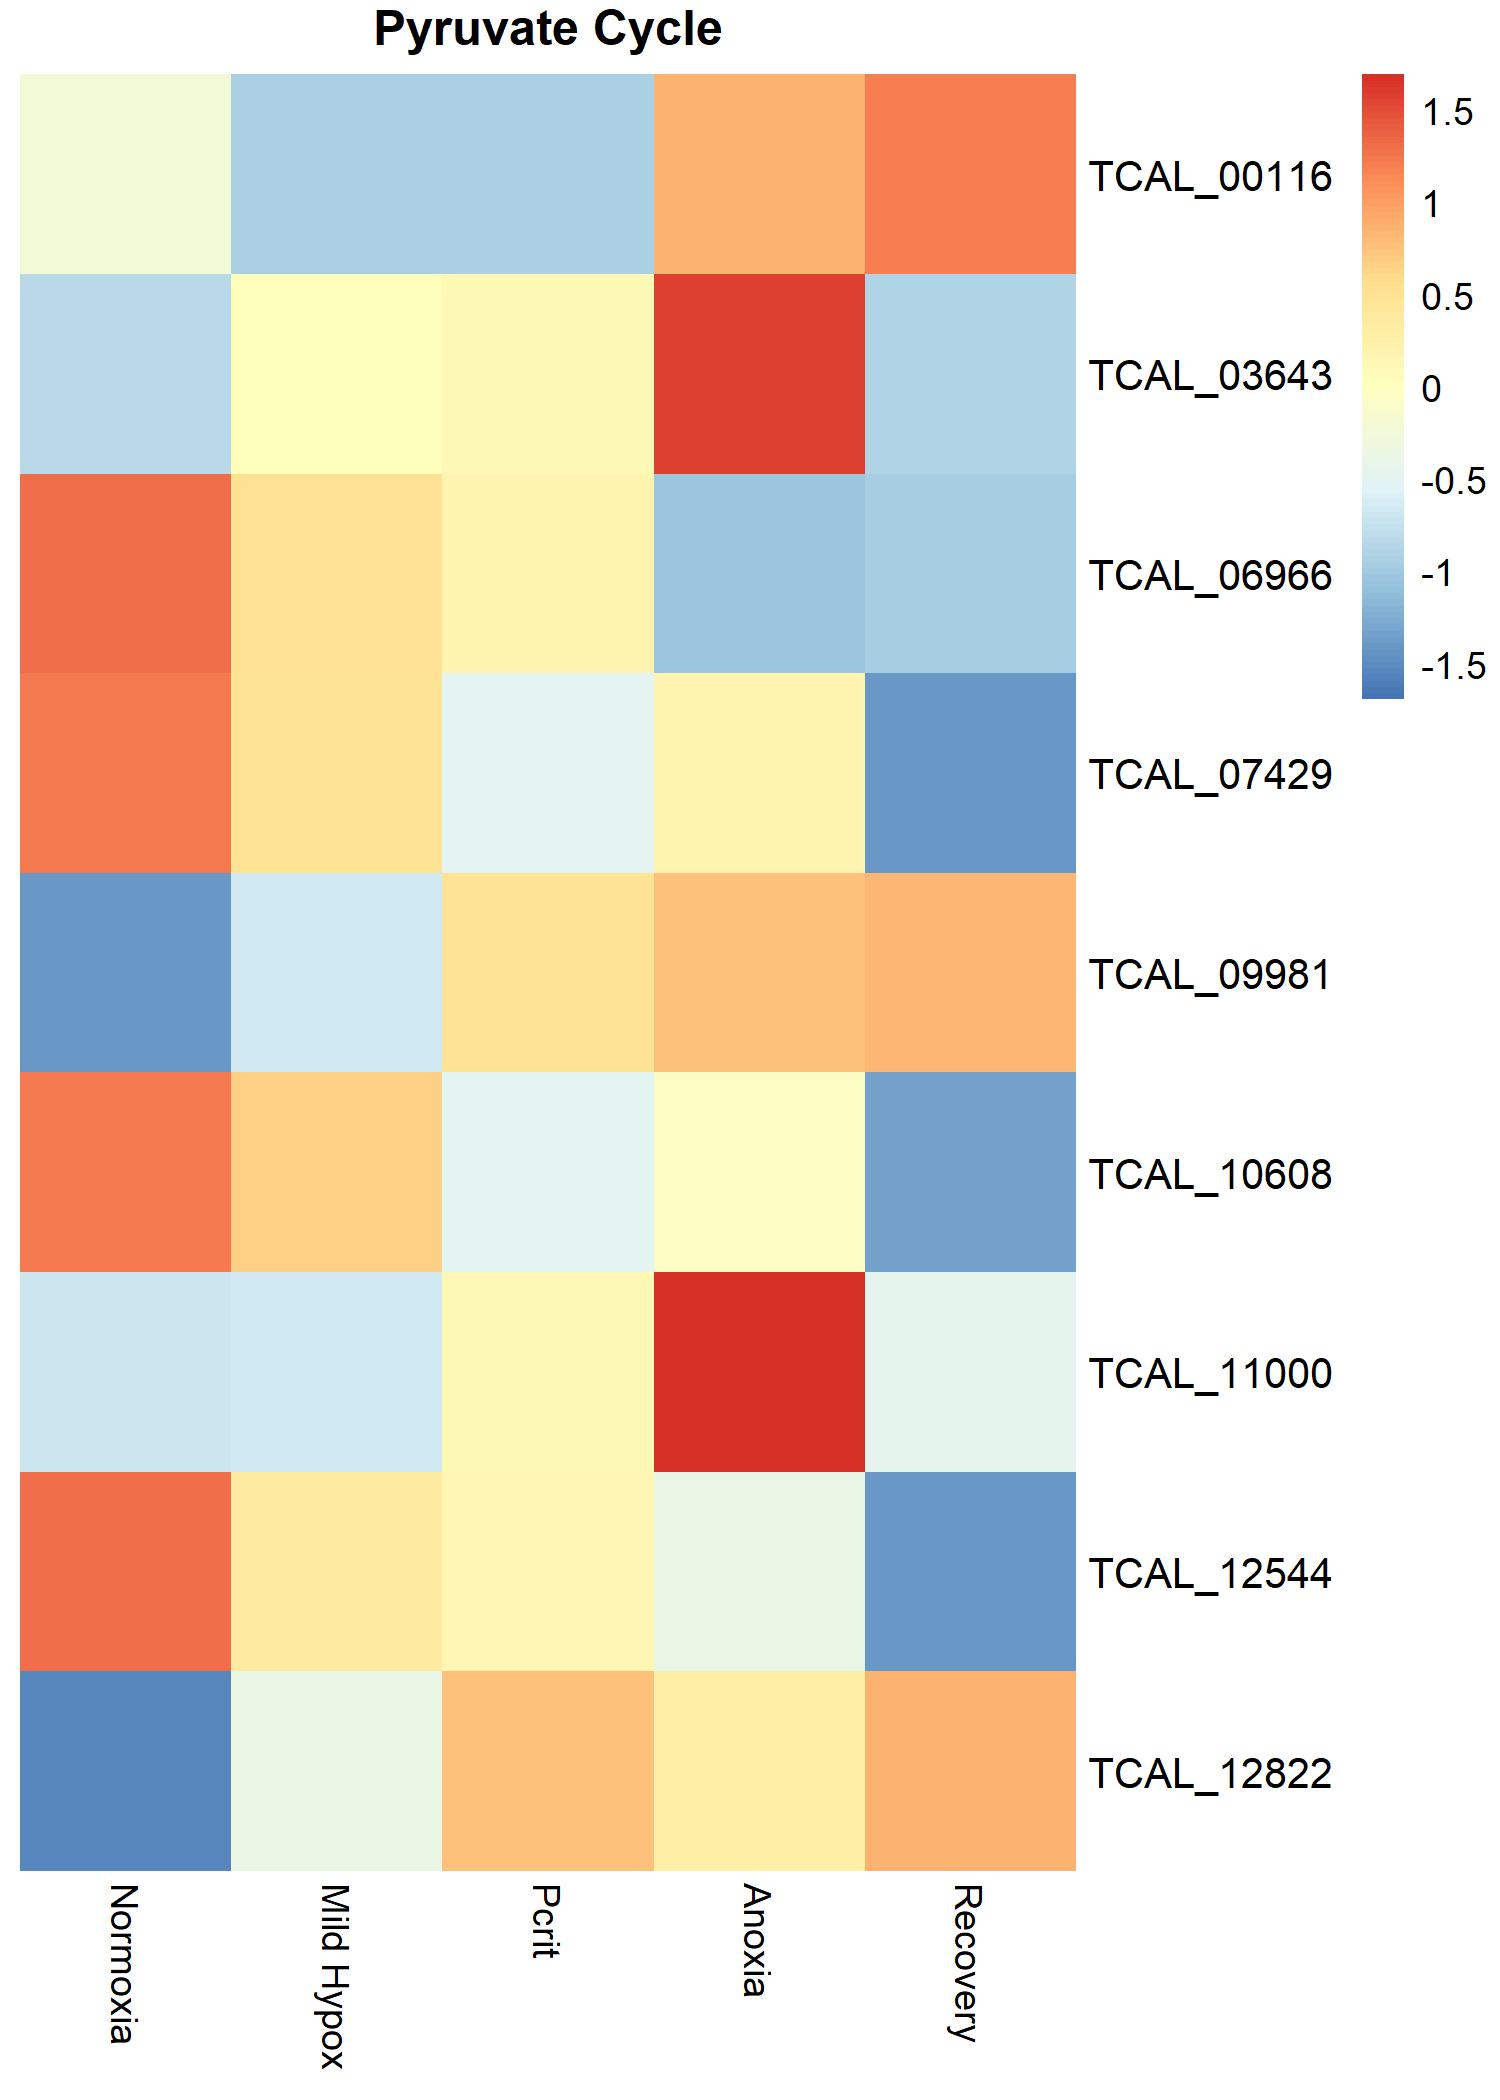 Pyruvate Cycle
TCAL_00116
TCAL_03643
TCAL_06966
TCAL_07429
TCAL_09981
TCAL_10608
TCAL_11000
TCAL_12544
TCAL_12822
1.5
1
0.5
0
-0.5
-1
-1.5
Normoxia
Mild Hypox
Pcrit
Anoxia
Recovery